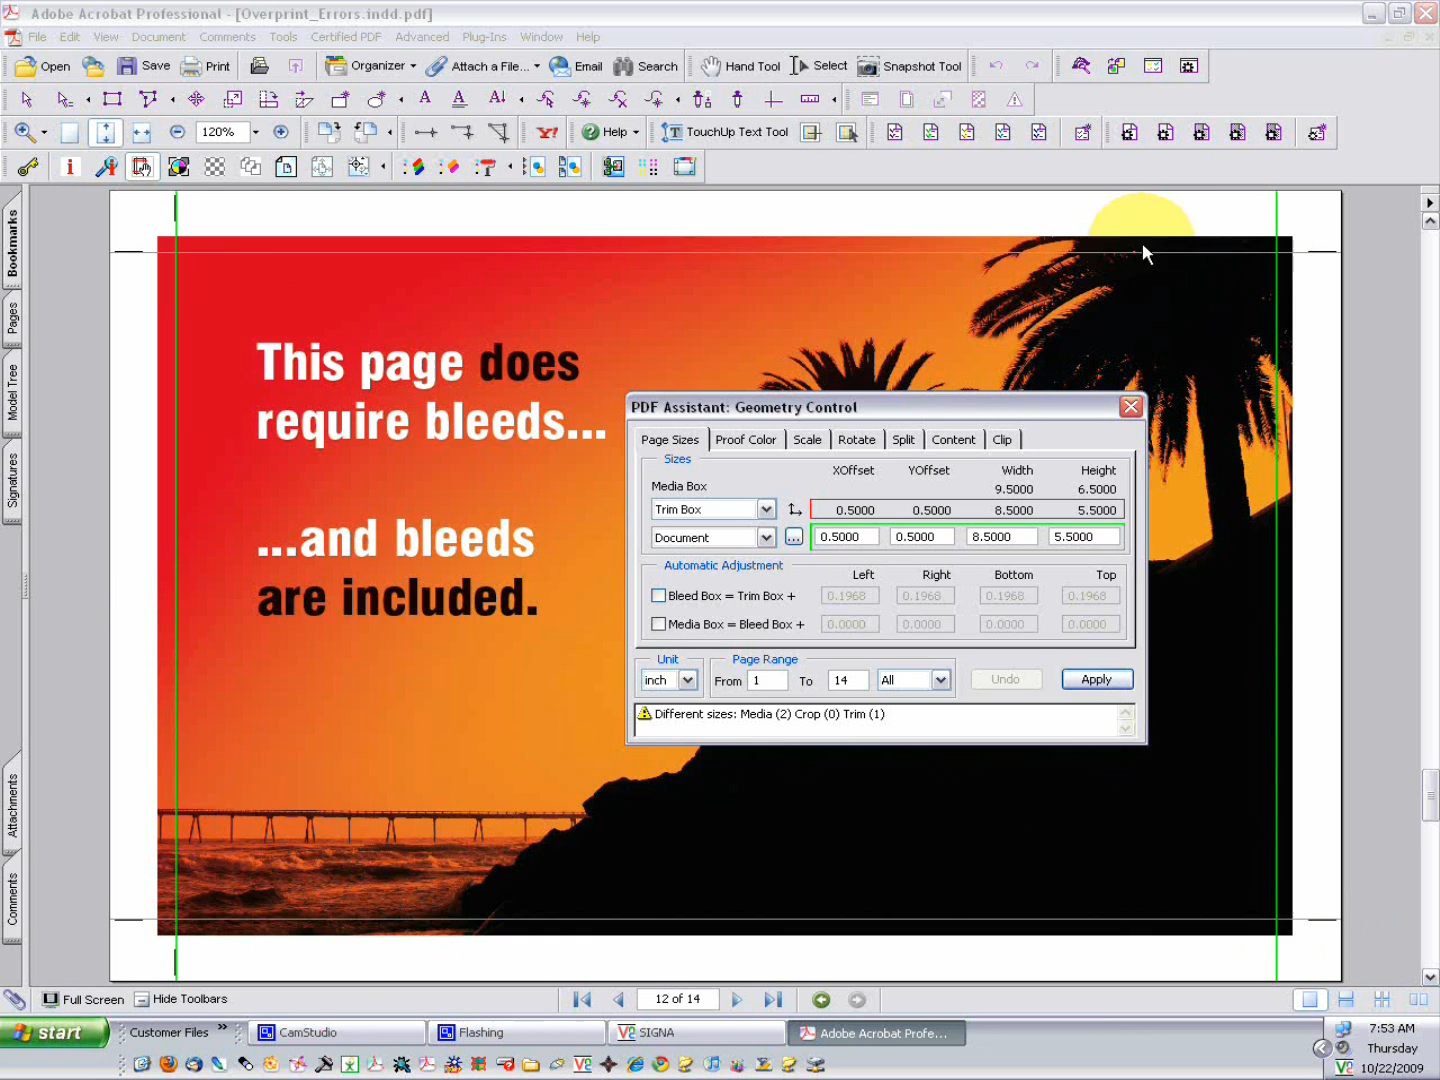 Adobe Acrobat Professional - [Overprint_Errors.indd.pdf]
File Edit View Document Comments Tools Certified PDF Advanced Plug-Ins Window Help
Open Save Print Organizer Attach a File... Email Search Hand Tool Select Snapshot Tool
120% Y! Help TouchUp Text Tool
Bookmarks
Pages
Model Tree
Signatures
Attachments
Comments
This page does
require bleeds...
...and bleeds
are included.
PDF Assistant: Geometry Control
Page Sizes Proof Color Scale Rotate Split Content Clip
Sizes
XOffset YOffset Width Height
Media Box 9.5000 6.5000
Trim Box 0.5000 0.5000 8.5000 5.5000
Document ... 0.5000 0.5000 8.5000 5.5000
Automatic Adjustment
Left Right Bottom Top
Bleed Box = Trim Box + 0.1968 0.1968 0.1968 0.1968
Media Box = Bleed Box + 0.0000 0.0000 0.0000 0.0000
Unit Page Range
inch From 1 To 14 All Undo Apply
Different sizes: Media (2) Crop (0) Trim (1)
Full Screen Hide Toolbars 12 of 14
start Customer Files CamStudio Flashing SIGNA Adobe Acrobat Profe...
7:53 AM
Thursday
10/22/2009